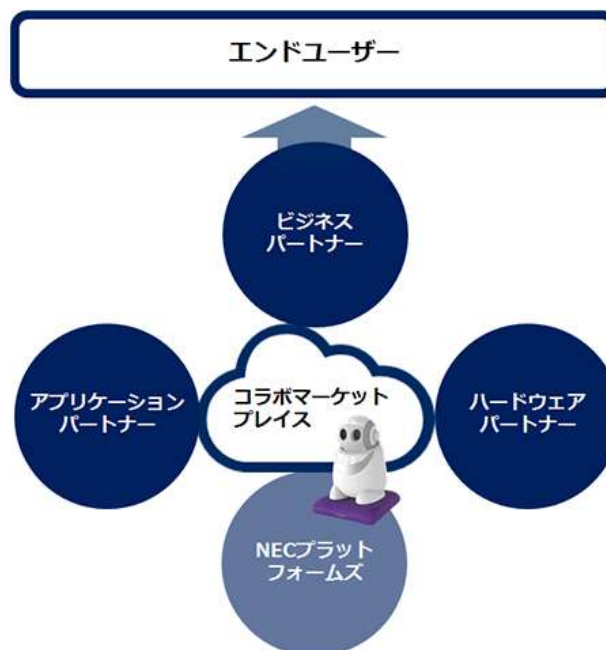 エンドユーザー
ビジネス
パートナー
アプリケーション
パートナー
コラボマーケット
プレイス
ハードウェア
パートナー
NECプラット
フォームズ